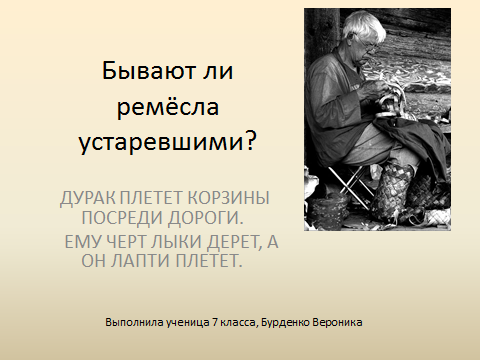 Бывают ли
ремёсла
устаревшими?
ДУРАК ПЛЕТЕТ КОРЗИНЫ
ПОСРЕДИ ДОРОГИ.
ЕМУ ЧЕРТ ЛЫКИ ДЕРЕТ, А
ОН ЛАПТИ ПЛЕТЕТ.
Выполнила ученица 7 класса, Бурденко Вероника